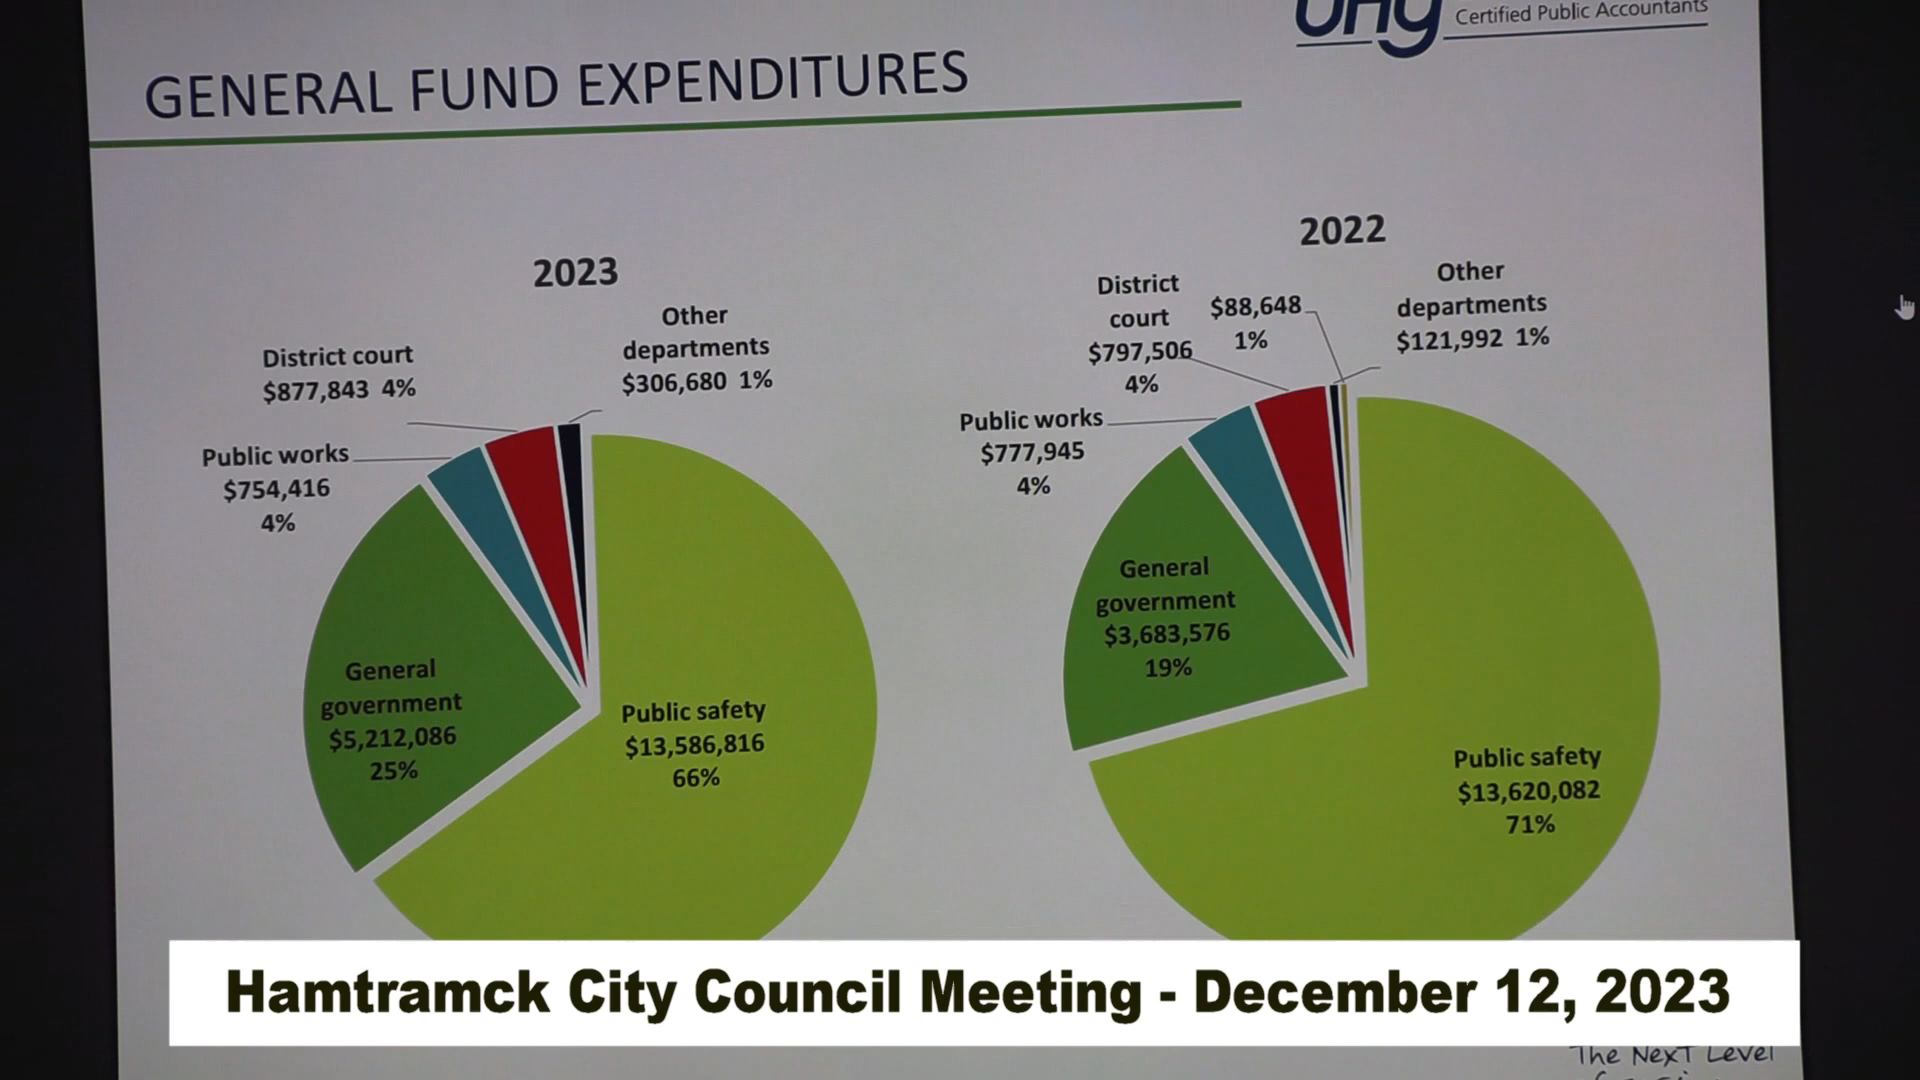 UHY
Certified Public Accountants
GENERAL FUND EXPENDITURES
2023
Other
departments
$306,680 1%
District court
$877,843 4%
Public works
$754,416
4%
General
government
$5,212,086
25%
Public safety
$13,586,816
66%
2022
District
court
$797,506
4%
$88,648
1%
Other
departments
$121,992 1%
Public works
$777,945
4%
General
government
$3,683,576
19%
Public safety
$13,620,082
71%
Hamtramck City Council Meeting - December 12, 2023
The Next Level